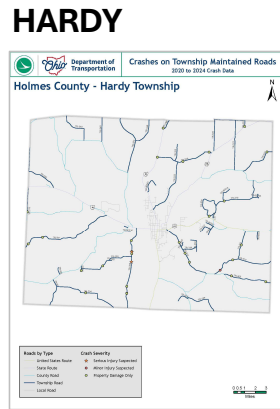 HARDY
Ohio
Department of
Transportation
Crashes on Township Maintained Roads
2020 to 2024 Crash Data
Holmes County - Hardy Township
N
Roads by Type
United States Route
State Route
County Road
Township Road
Local Road
Crash Severity
Serious Injury Suspected
Minor Injury Suspected
Property Damage Only
Miles